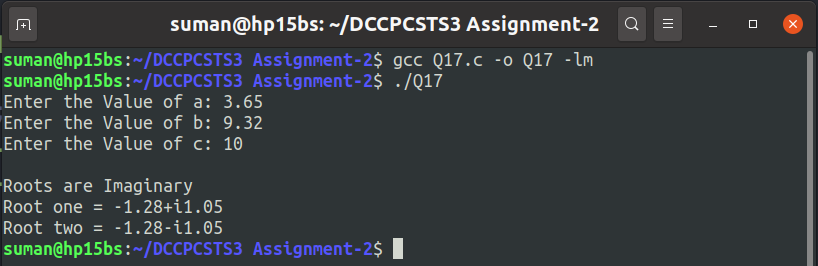 suman@hp15bs: ~/DCCPCSTS3 Assignment-2
suman@hp15bs:~/DCCPCSTS3 Assignment-2$ gcc Q17.c -o Q17 -lm
suman@hp15bs:~/DCCPCSTS3 Assignment-2$ ./Q17
Enter the Value of a: 3.65
Enter the Value of b: 9.32
Enter the Value of c: 10
Roots are Imaginary
Root one = -1.28+i1.05
Root two = -1.28-i1.05
suman@hp15bs:~/DCCPCSTS3 Assignment-2$